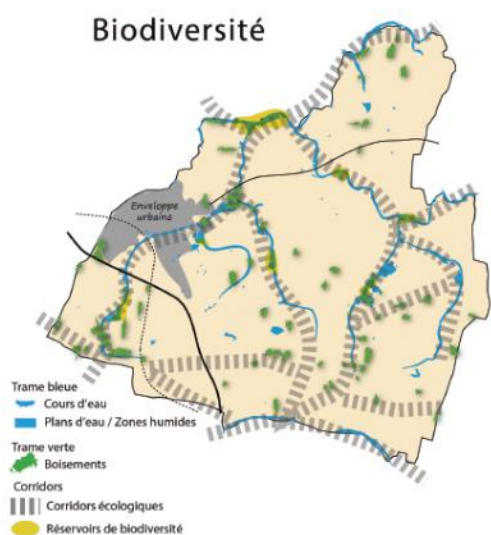 Biodiversité
Enveloppe
urbaine
Trame bleue
Cours d'eau
Plans d'eau / Zones humides
Trame verte
Boisements
Corridors
Corridors écologiques
Réservoirs de biodiversité